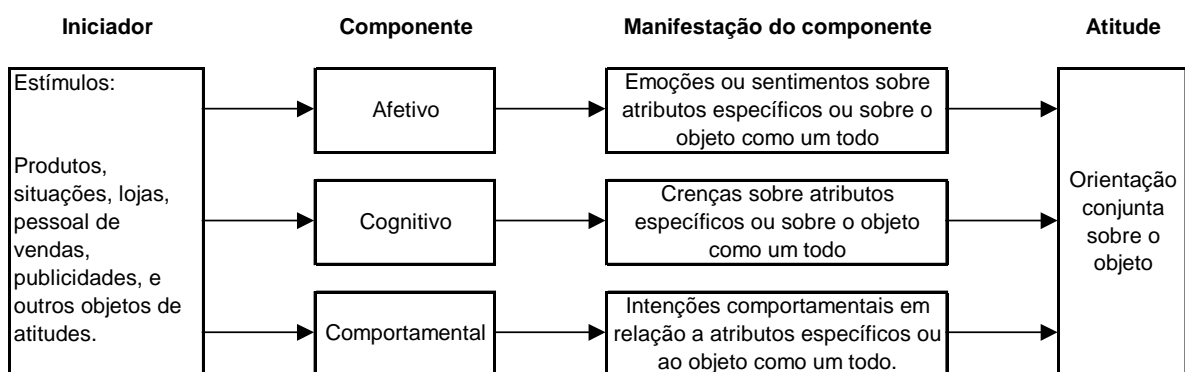 Iniciador
Componente
Manifestação do componente
Atitude
Estímulos:
Produtos,
situações, lojas,
pessoal de
vendas,
publicidades, e
outros objetos de
atitudes.
Afetivo
Emoções ou sentimentos sobre
atributos específicos ou sobre o
objeto como um todo
Cognitivo
Crenças sobre atributos
específicos ou sobre o objeto
como um todo
Comportamental
Intenções comportamentais em
relação a atributos específicos ou
ao objeto como um todo.
Orientação
conjunta
sobre o
objeto